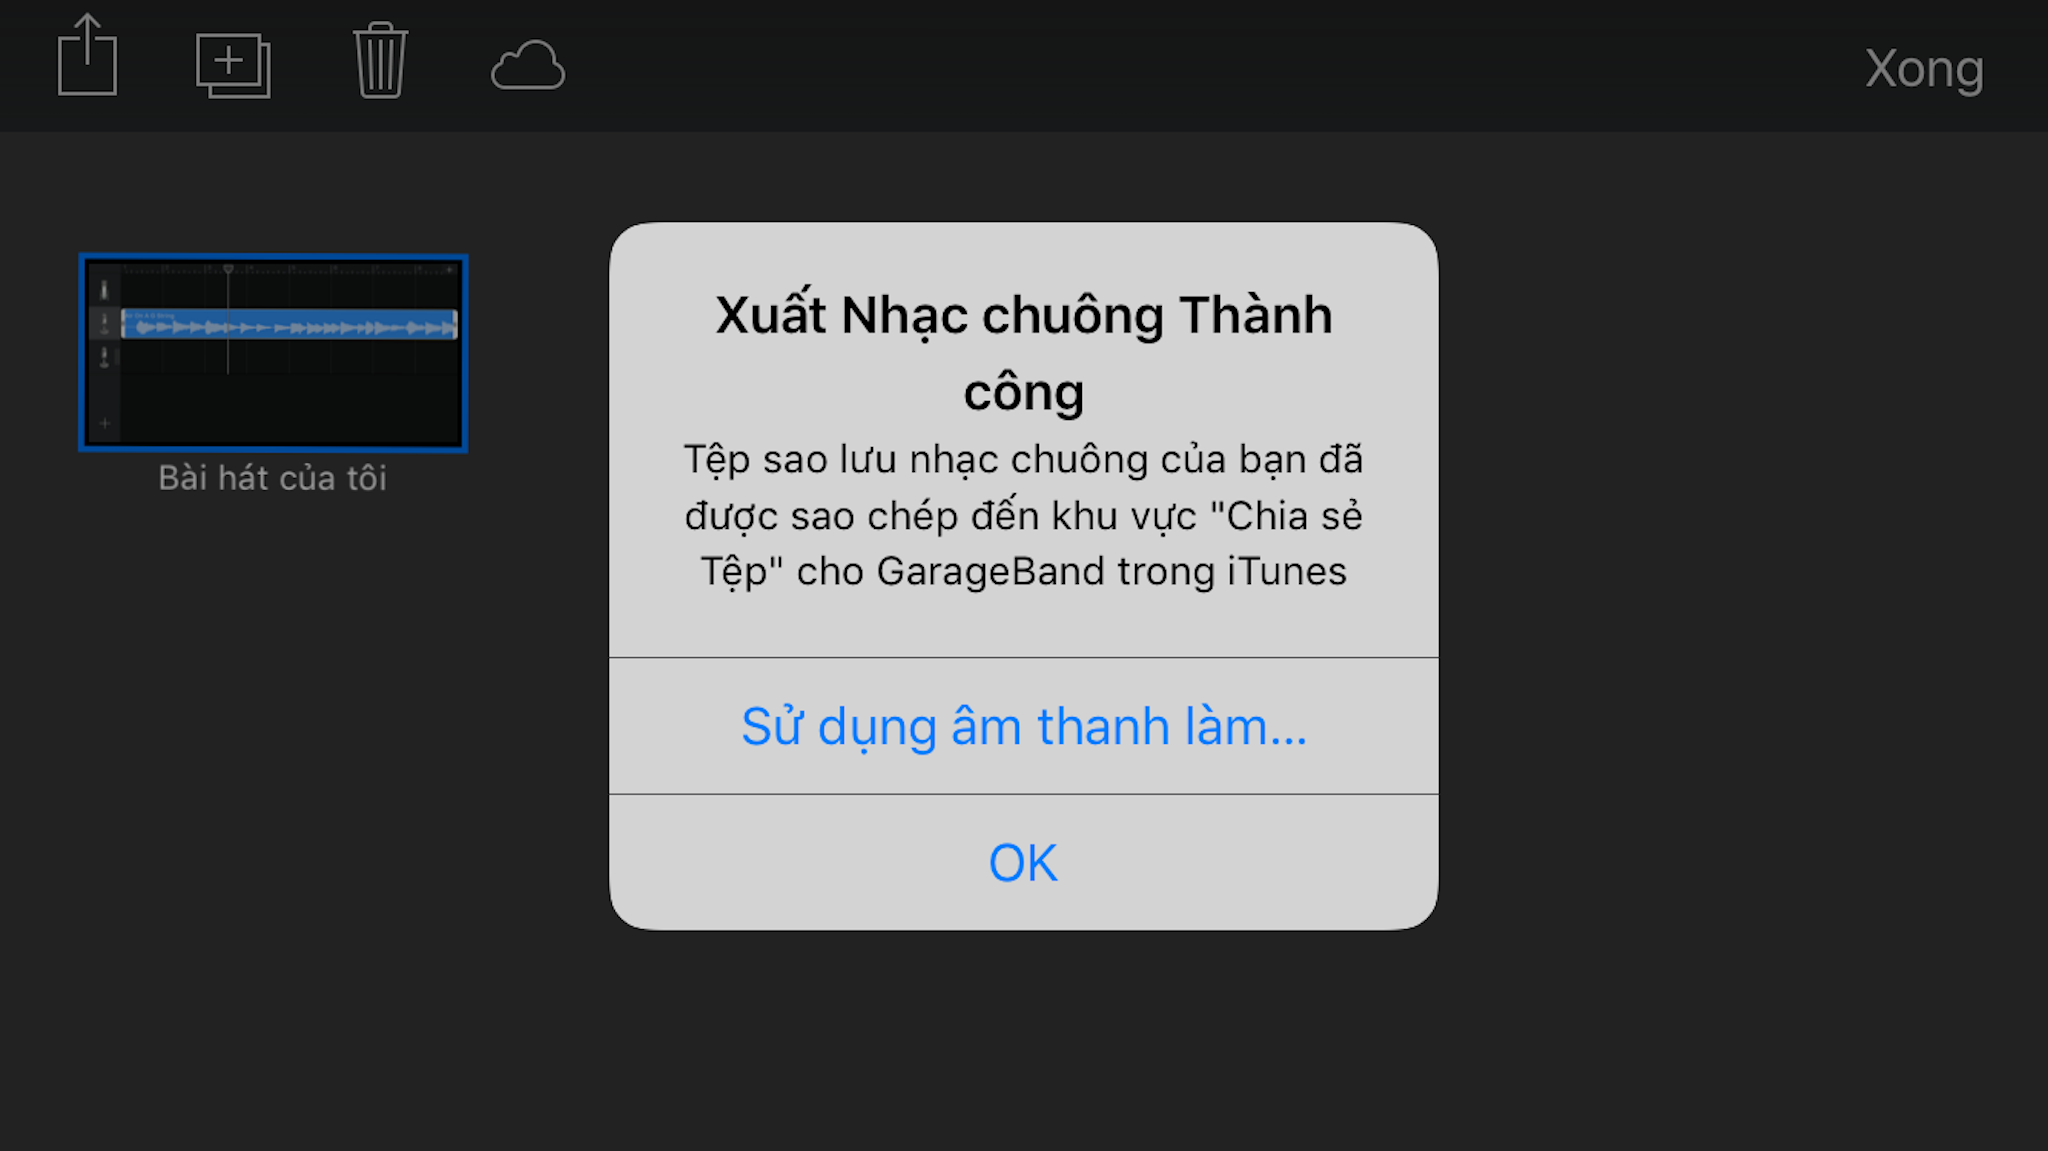 Xong
Bài hát của tôi
Xuất Nhạc chuông Thành
công
Tệp sao lưu nhạc chuông của bạn đã
được sao chép đến khu vực "Chia sẻ
Tệp" cho GarageBand trong iTunes
Sử dụng âm thanh làm...
OK